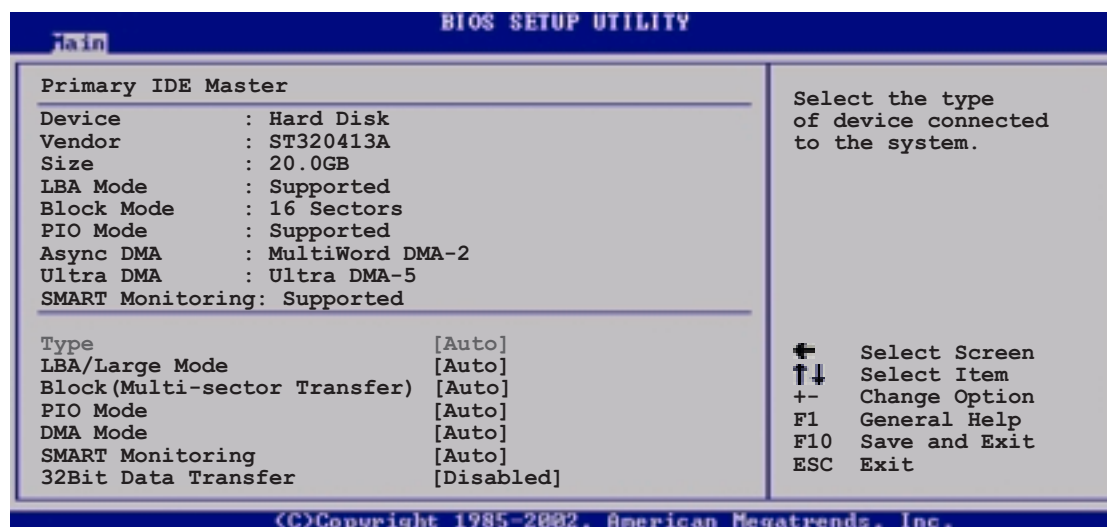 BIOS SETUP UTILITY
Main
Primary IDE Master
Device : Hard Disk
Vendor : ST320413A
Size : 20.0GB
LBA Mode : Supported
Block Mode : 16 Sectors
PIO Mode : Supported
Async DMA : MultiWord DMA-2
Ultra DMA : Ultra DMA-5
SMART Monitoring: Supported
Type [Auto]
LBA/Large Mode [Auto]
Block(Multi-sector Transfer) [Auto]
PIO Mode [Auto]
DMA Mode [Auto]
SMART Monitoring [Auto]
32Bit Data Transfer [Disabled]
Select the type
of device connected
to the system.
← Select Screen
↑↓ Select Item
+- Change Option
F1 General Help
F10 Save and Exit
ESC Exit
(C)Copyright 1985-2002, American Megatrends, Inc.